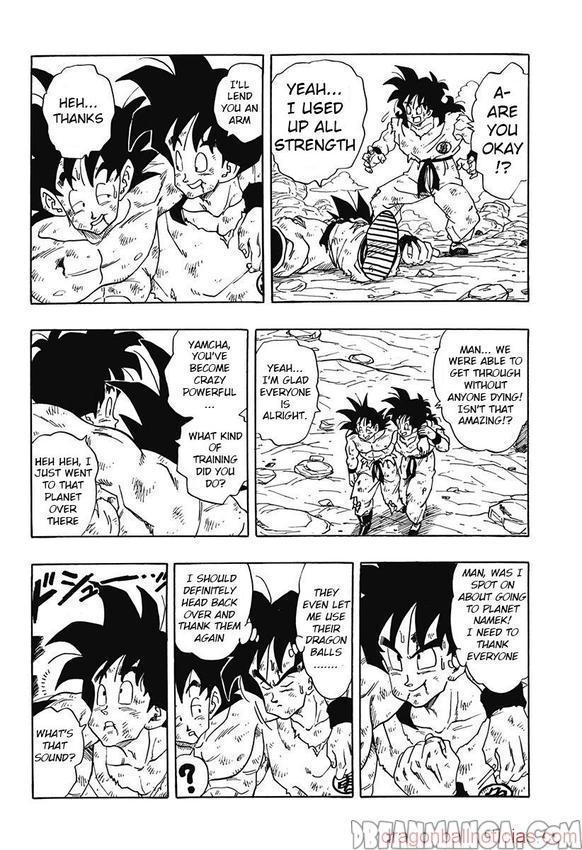 A-
ARE
YOU
OKAY!?
YEAH...
I USED
UP ALL
STRENGTH
I'LL
LEND
YOU AN
ARM
HEH...
THANKS
MAN... WE
WERE ABLE TO
GET THROUGH
WITHOUT
ANYONE DYING!
ISN'T THAT
AMAZING!?
YEAH...
I'M GLAD
EVERYONE
IS
ALRIGHT.
YAMCHA,
YOU'VE
BECOME
CRAZY
POWERFUL
...
WHAT KIND
OF
TRAINING
DID YOU
DO?
HEH HEH, I
JUST WENT
TO THAT
PLANET
OVER
THERE
MAN, WAS I
SPOT ON
ABOUT GOING
TO PLANET
NAMEK!
I NEED TO
THANK
EVERYONE
THEY
EVEN LET
ME USE
THEIR
DRAGON
BALLS
........
I SHOULD
DEFINITELY
HEAD BACK
OVER AND
THANK THEM
AGAIN
?
ドシュー・・ッ
WHAT'S
THAT
SOUND?
DBFANMANGA.COM
dragonballnoticias.com